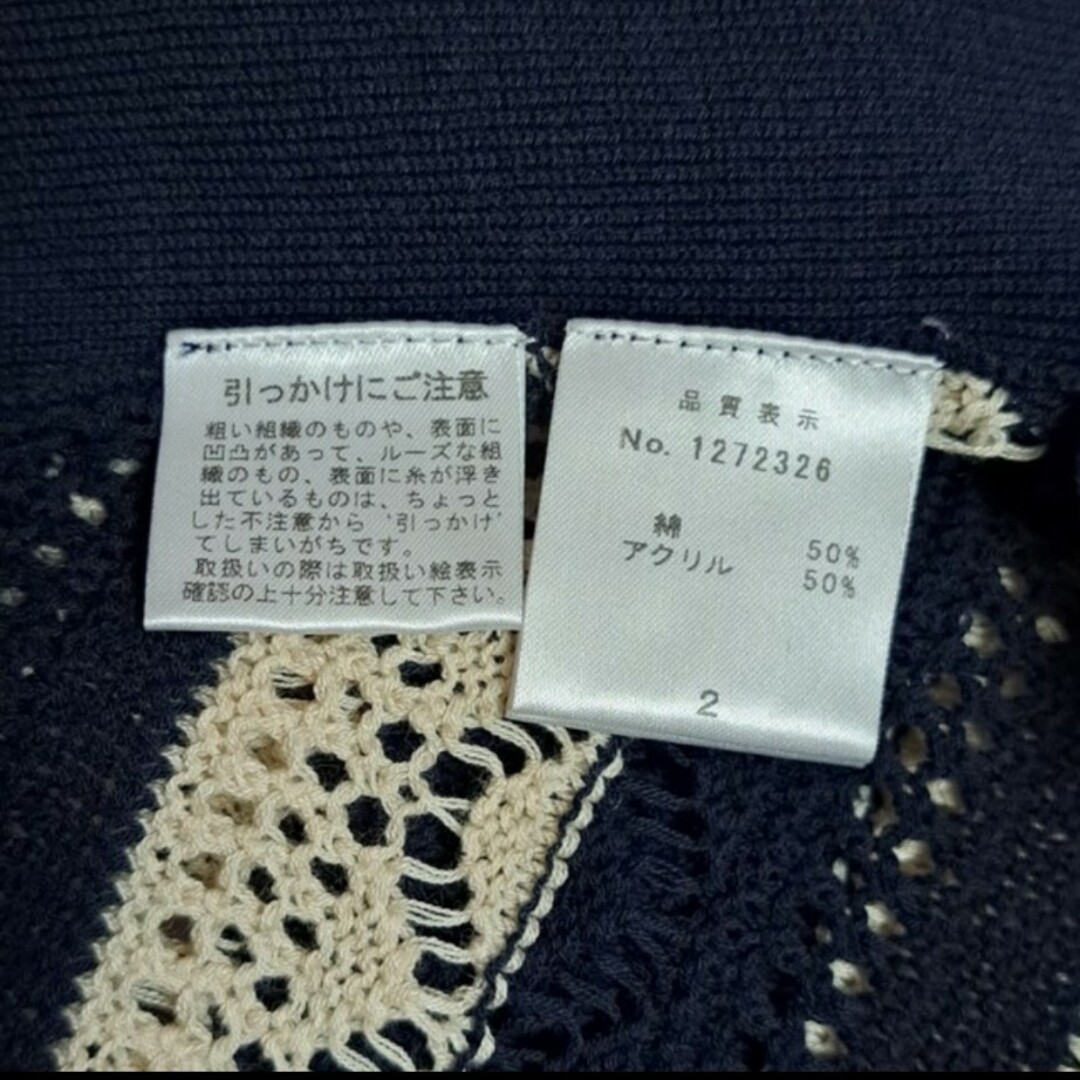 引っかけにご注意
粗い組織のものや、表面に
凹凸があって、ルーズな組
織のもの、表面に糸が浮き
出ているものは、ちょっと
した不注意から‘引っかけ’
てしまいがちです。
取扱いの際は取扱い絵表示
確認の上十分注意して下さい。
品質表示
No. 1272326
綿 50%
アクリル 50%
2